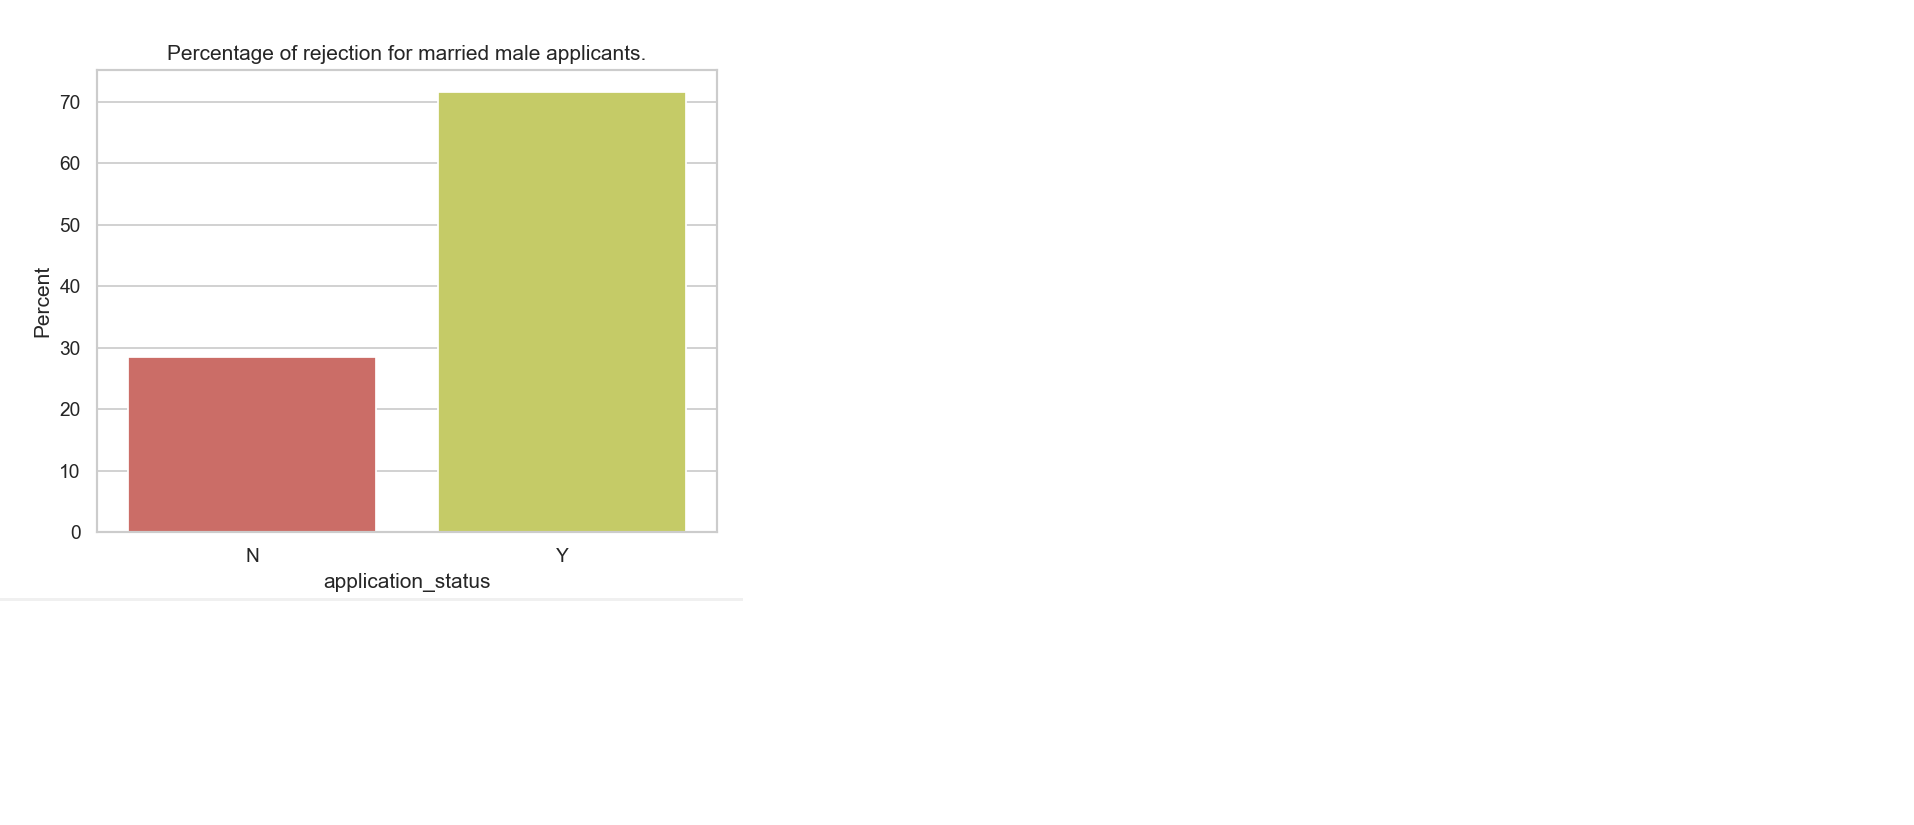 Percentage of rejection for married male applicants.
70
60
50
40
30
20
10
0
Percent
N Y
application_status